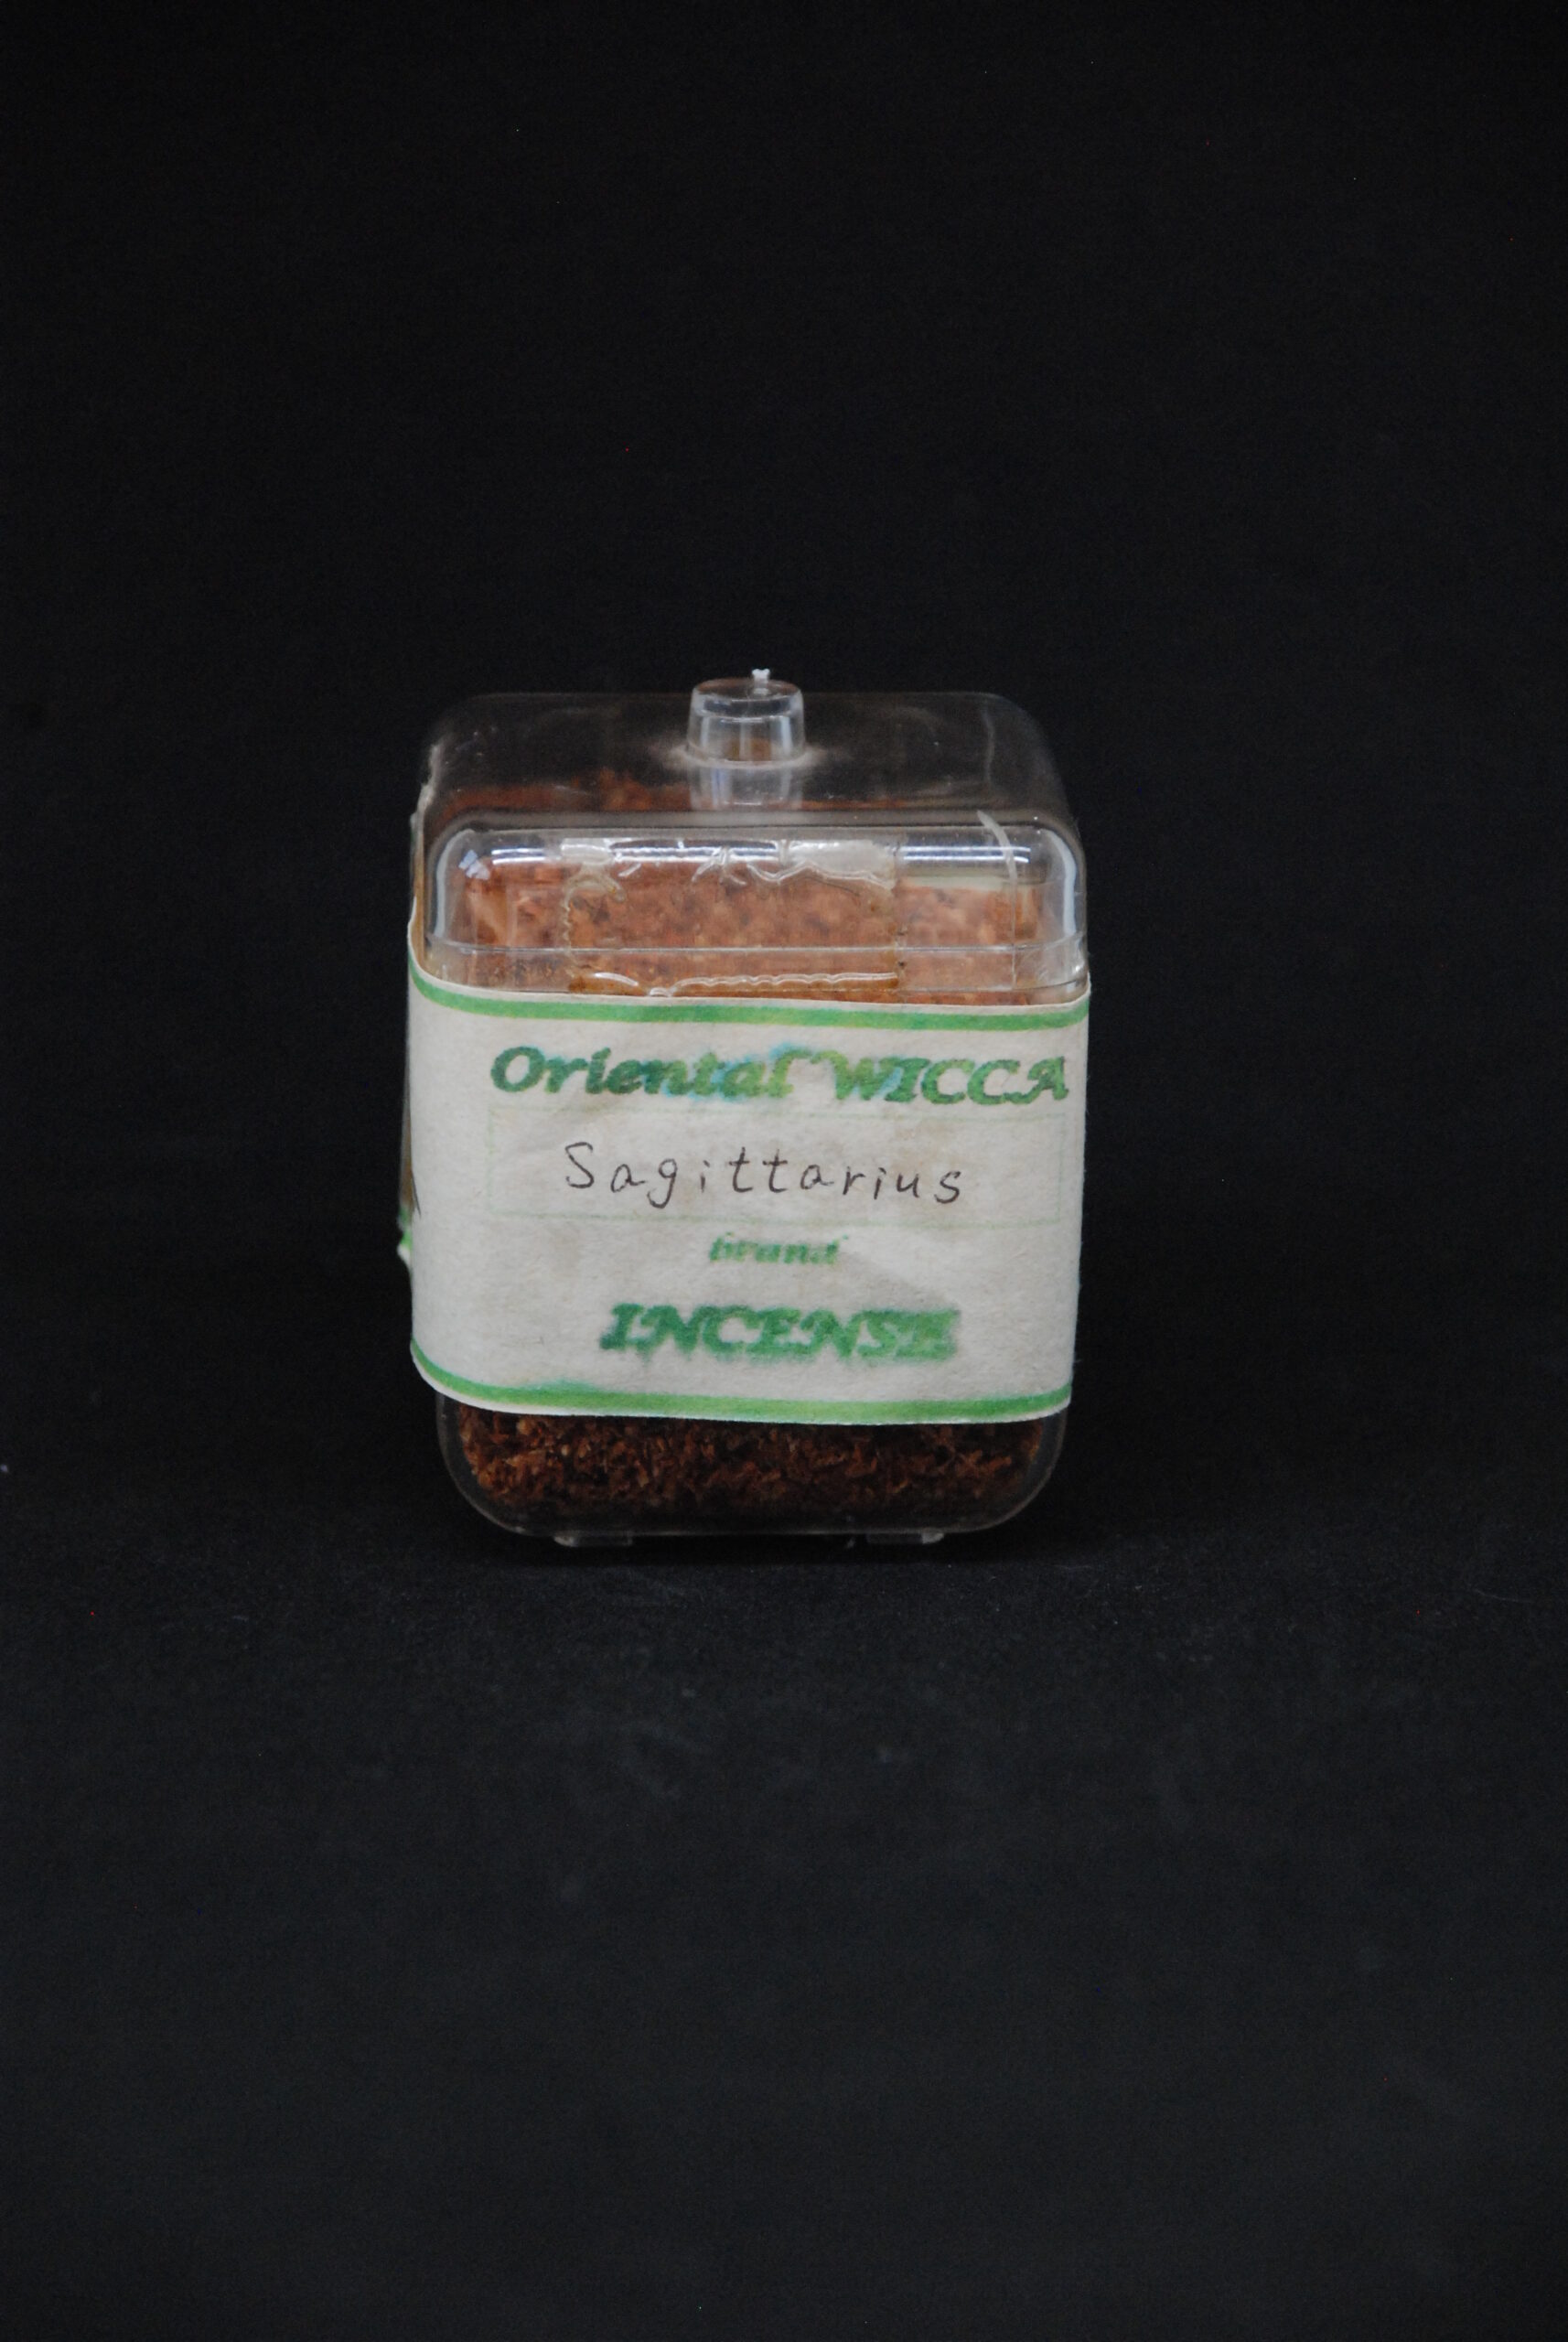 Oriental WICCA
Sagittarius
brand
INCENSE